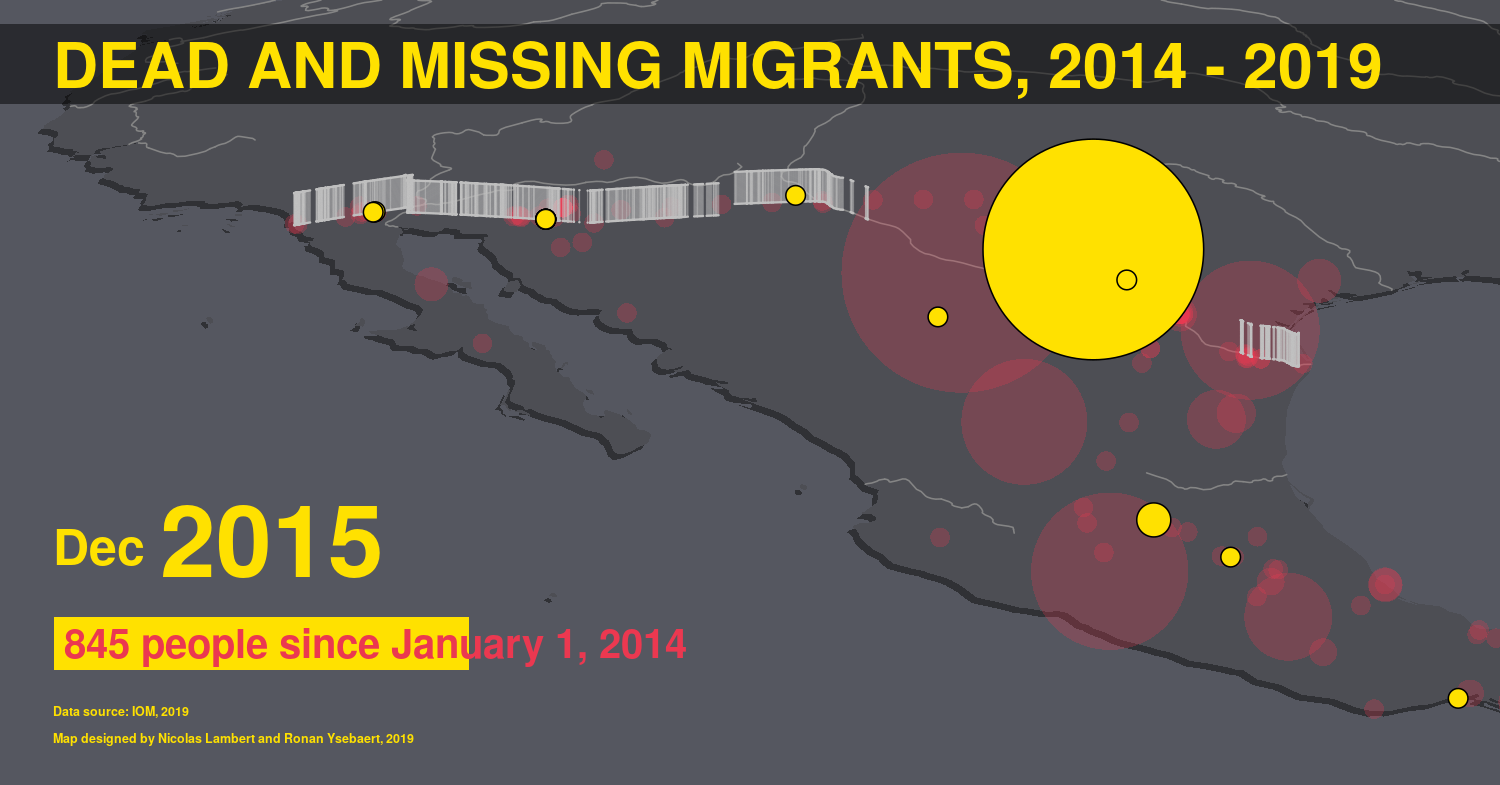 DEAD AND MISSING MIGRANTS, 2014 - 2019
Dec 2015
845 people since January 1, 2014
Data source: IOM, 2019
Map designed by Nicolas Lambert and Ronan Ysebaert, 2019